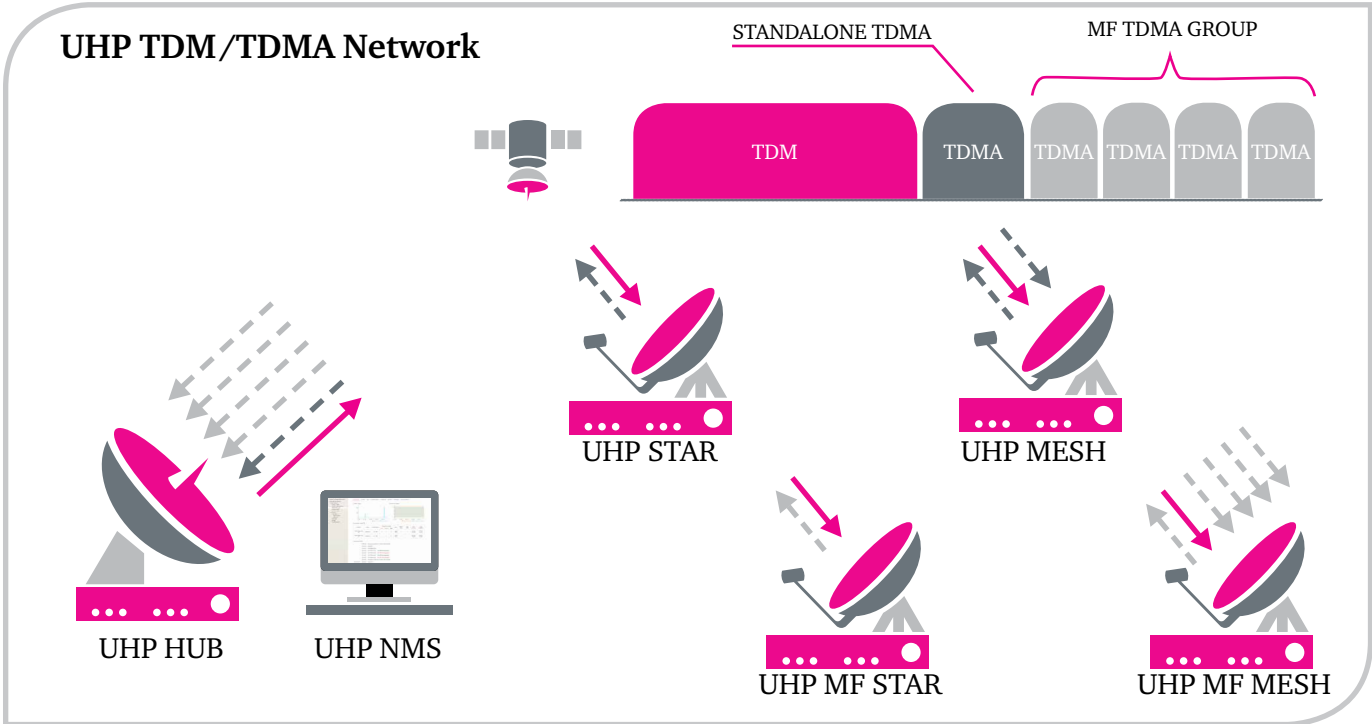 UHP TDM/TDMA Network
STANDALONE TDMA
MF TDMA GROUP
TDM
TDMA
TDMA
TDMA
TDMA
TDMA
UHP STAR
UHP MESH
UHP HUB
UHP NMS
UHP MF STAR
UHP MF MESH